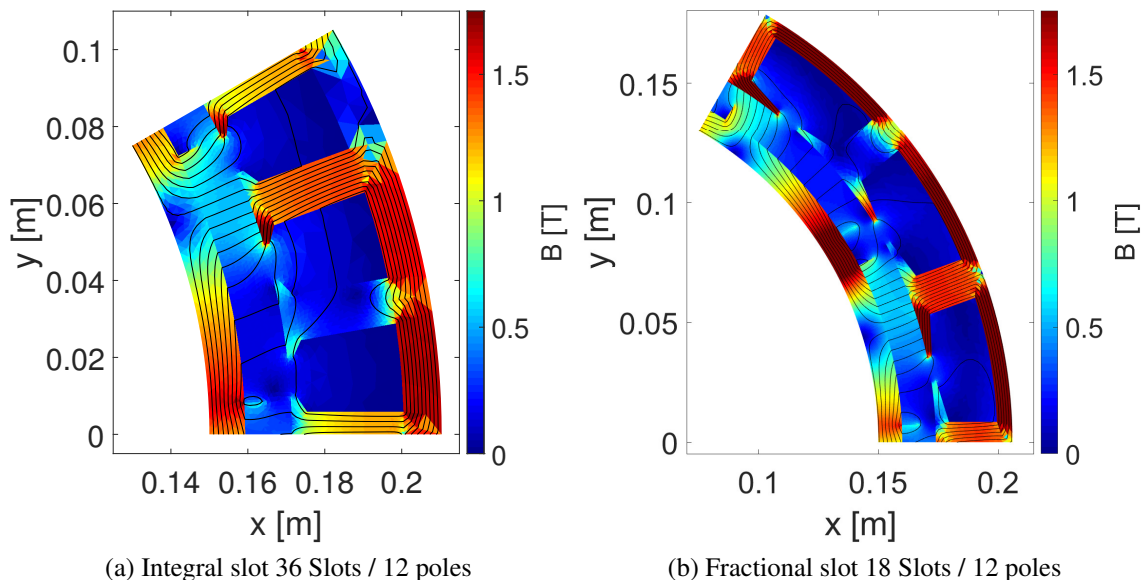 0.1
0.08
0.06
0.04
0.02
0
y [m]
0.14 0.16 0.18 0.2
x [m]
1.5
1
0.5
0
B [T]
(a) Integral slot 36 Slots / 12 poles
0.15
0.1
0.05
0
y [m]
0.1 0.15 0.2
x [m]
1.5
1
0.5
0
B [T]
(b) Fractional slot 18 Slots / 12 poles